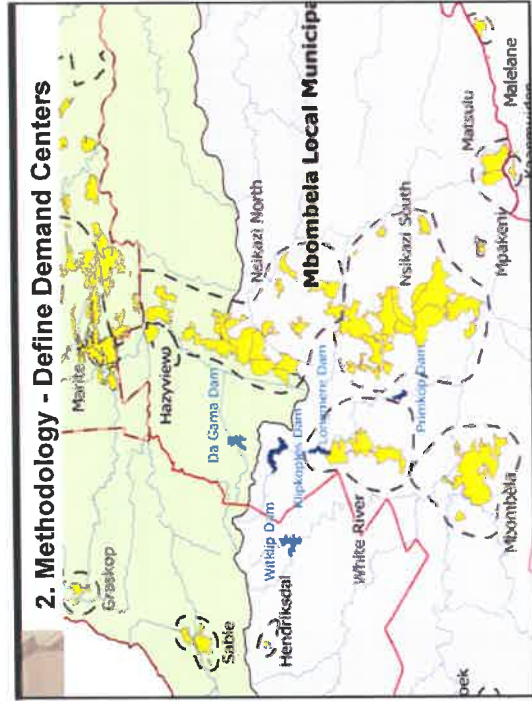 2. Methodology - Define Demand Centers
Marite
Graskop
Hazyview
Sabie
Da Gama Dam
Nsikazi North
Hendriksdal
Witklip Dam
Klipkopjes Dam
Longmere Dam
Mbombela Local Municipa
White River
Primkop Dam
Nsikazi South
Matsulu
Mpakeni
Malelane
Mbombela